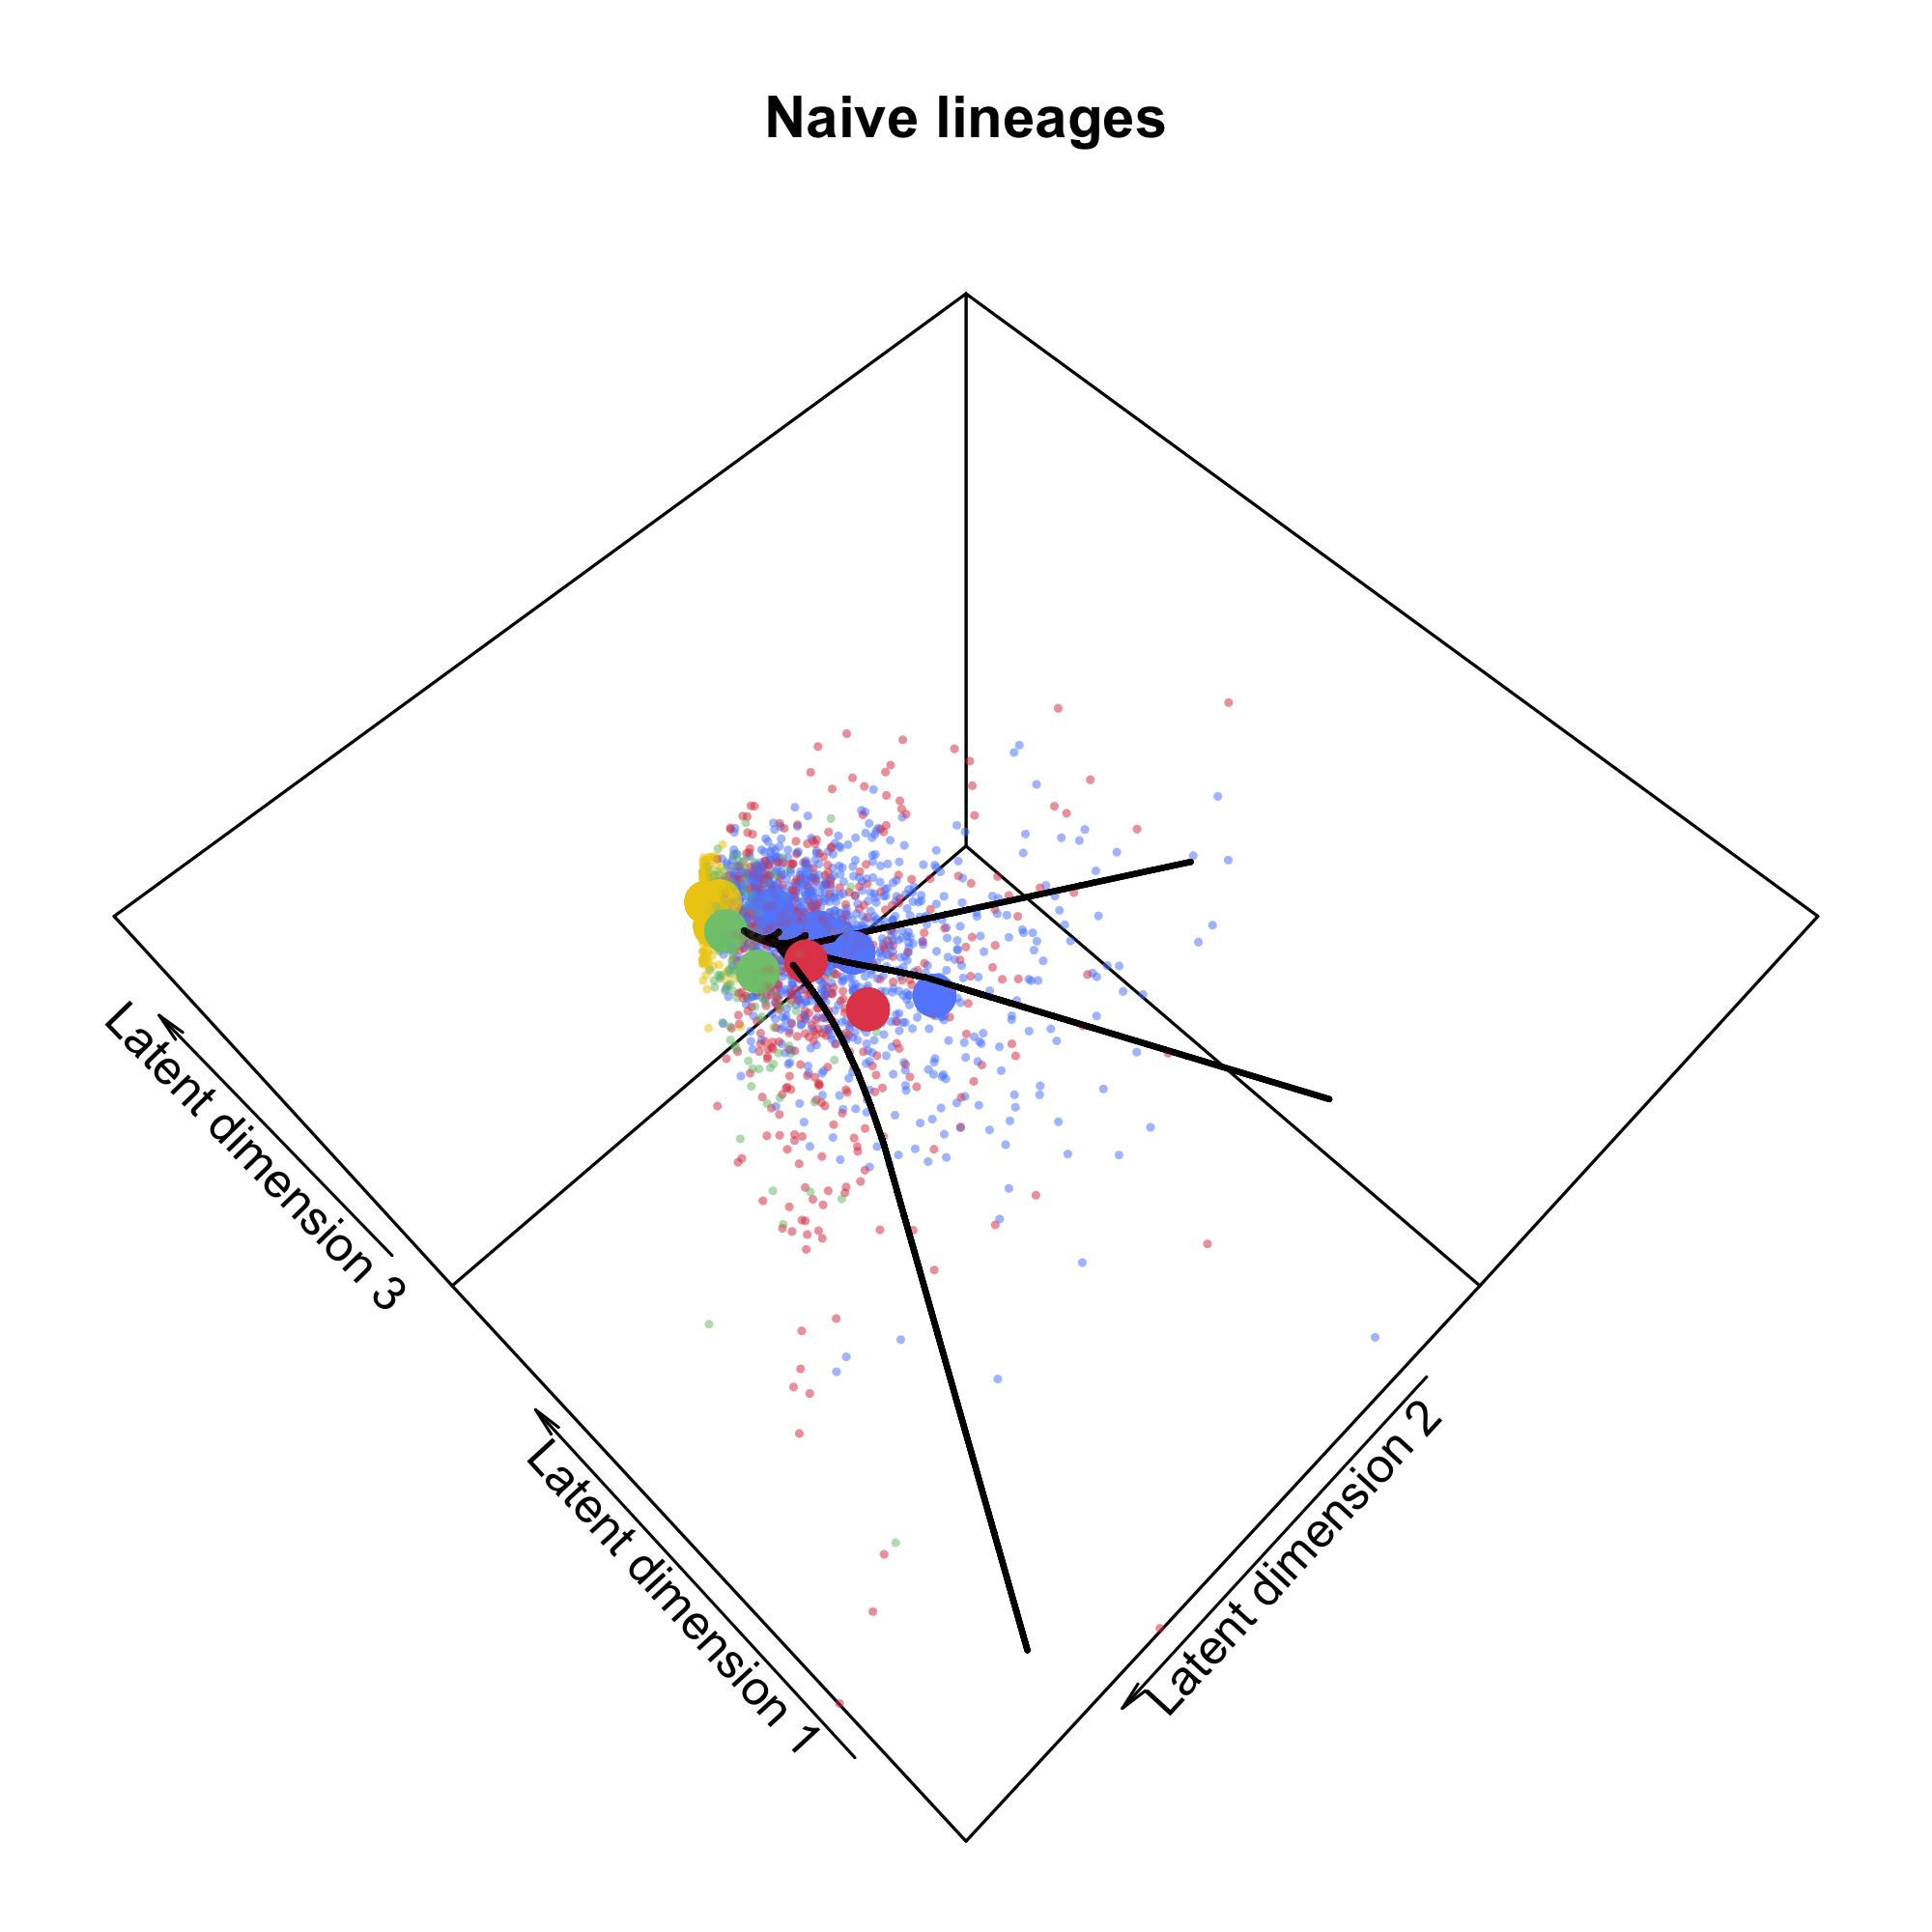 Naive lineages
Latent dimension 3
Latent dimension 1
Latent dimension 2